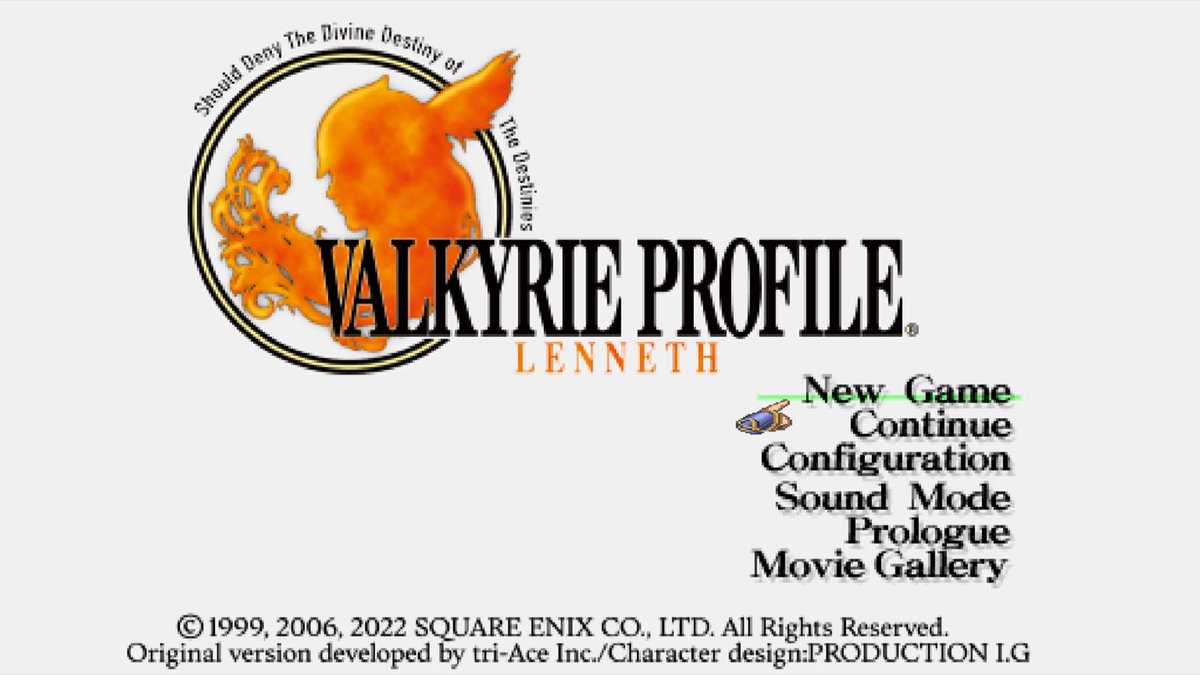 Should Deny The Divine Destiny of The Destinies
VALKYRIE PROFILE®
LENNETH
New Game
Continue
Configuration
Sound Mode
Prologue
Movie Gallery
©1999, 2006, 2022 SQUARE ENIX CO., LTD. All Rights Reserved.
Original version developed by tri-Ace Inc./Character design:PRODUCTION I.G